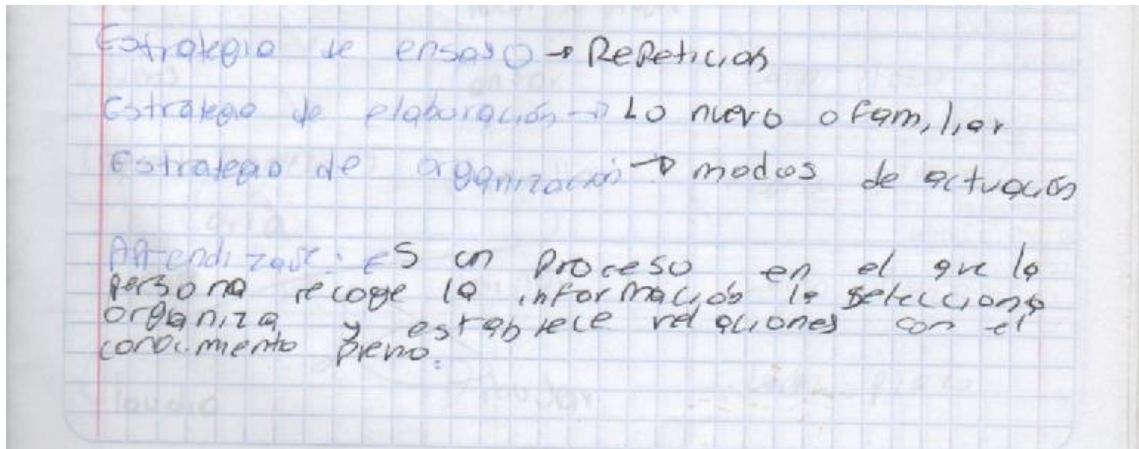 Estrategia de ensayo → Repetición
Estrategia de elaboración → Lo nuevo o familiar
Estrategia de organización → modos de actuación
Aprendizaje: ES un proceso en el que la
persona recoge la información la selecciona
organiza y establece relaciones con el
conocimiento previo.